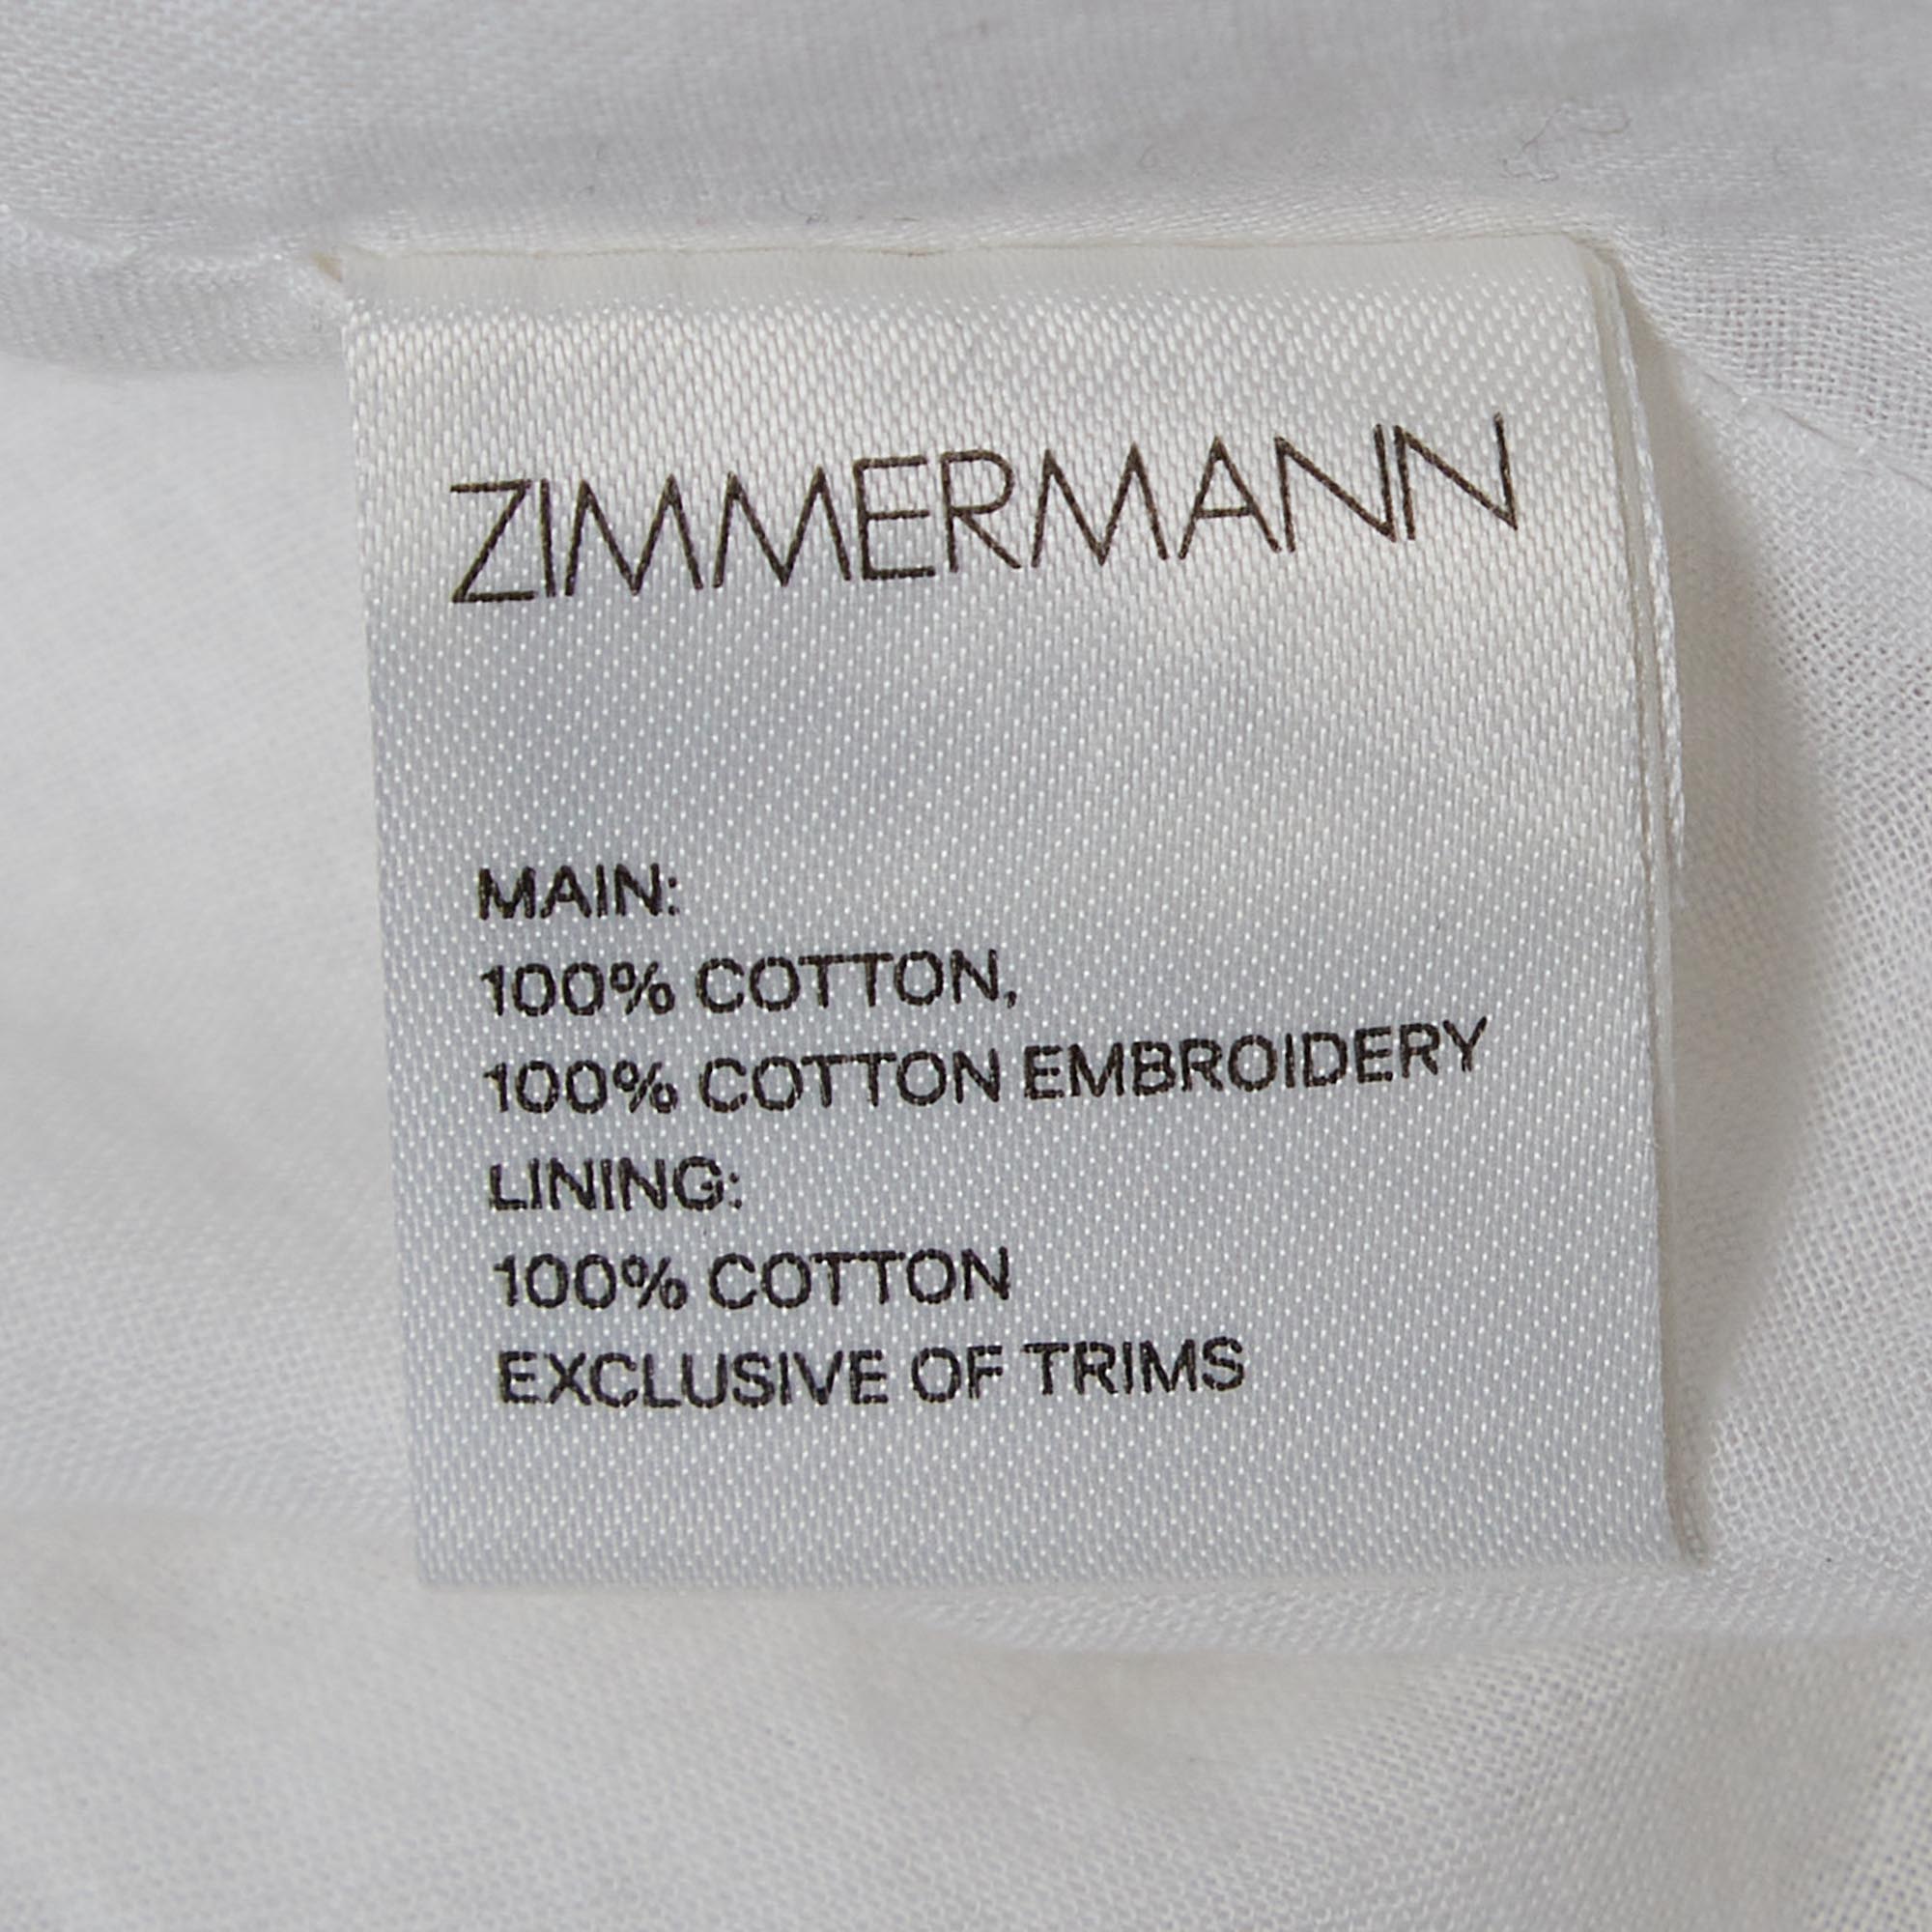 ZIMMERMANN
MAIN:
100% COTTON,
100% COTTON EMBROIDERY
LINING:
100% COTTON
EXCLUSIVE OF TRIMS